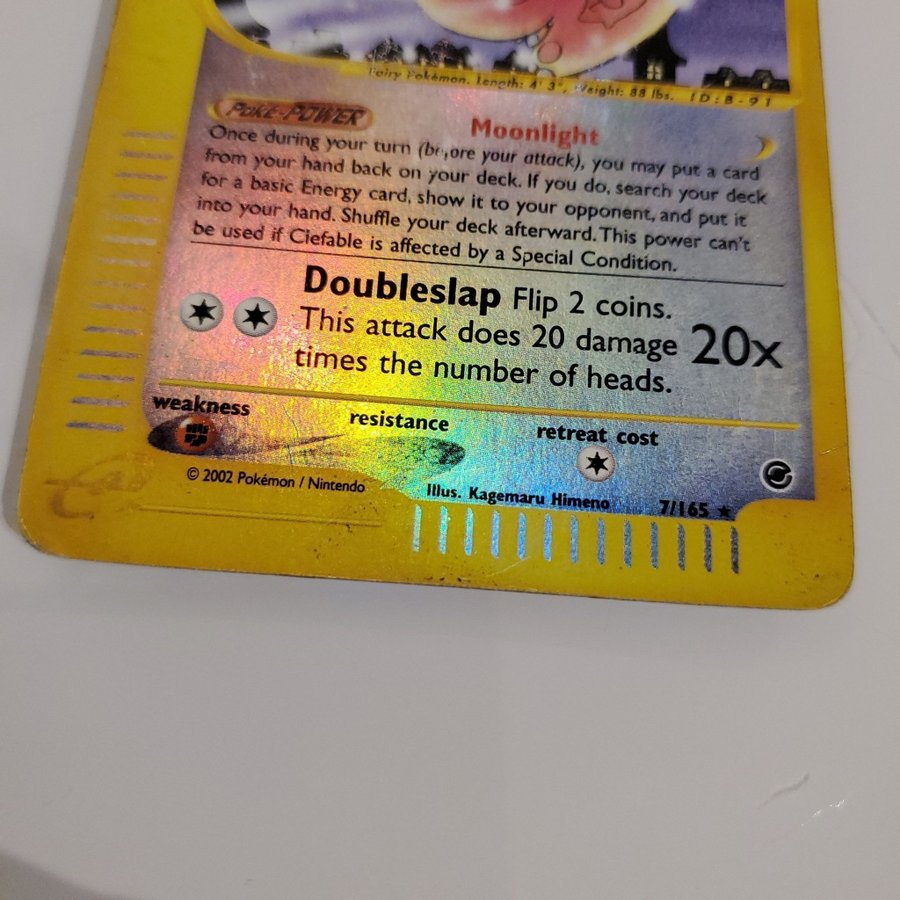 Fairy Pokémon. Length: 4' 3", Weight: 88 lbs. ID: B-91
POKÉ-POWER Moonlight
Once during your turn (before your attack), you may put a card
from your hand back on your deck. If you do, search your deck
for a basic Energy card, show it to your opponent, and put it
into your hand. Shuffle your deck afterward. This power can't
be used if Clefable is affected by a Special Condition.
Doubleslap Flip 2 coins.
This attack does 20 damage 20x
times the number of heads.
weakness resistance retreat cost
© 2002 Pokémon / Nintendo Illus. Kagemaru Himeno 7/165 ★